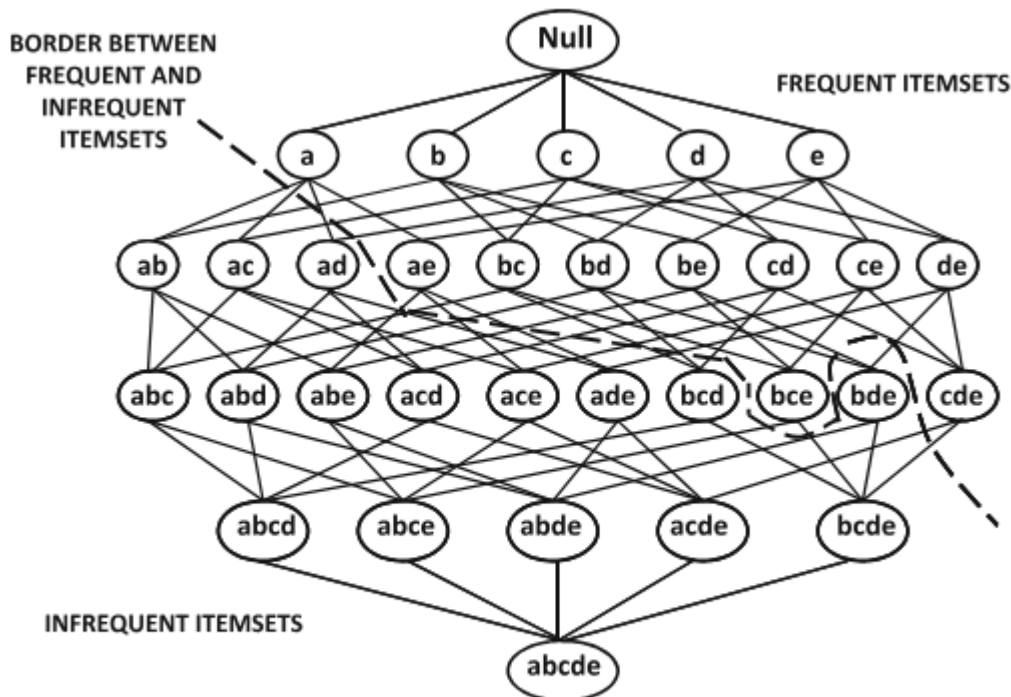 Null
BORDER BETWEEN
FREQUENT AND
INFREQUENT
ITEMSETS
FREQUENT ITEMSETS
a b c d e
ab ac ad ae bc bd be cd ce de
abc abd abe acd ace ade bcd bce bde cde
abcd abce abde acde bcde
INFREQUENT ITEMSETS
abcde